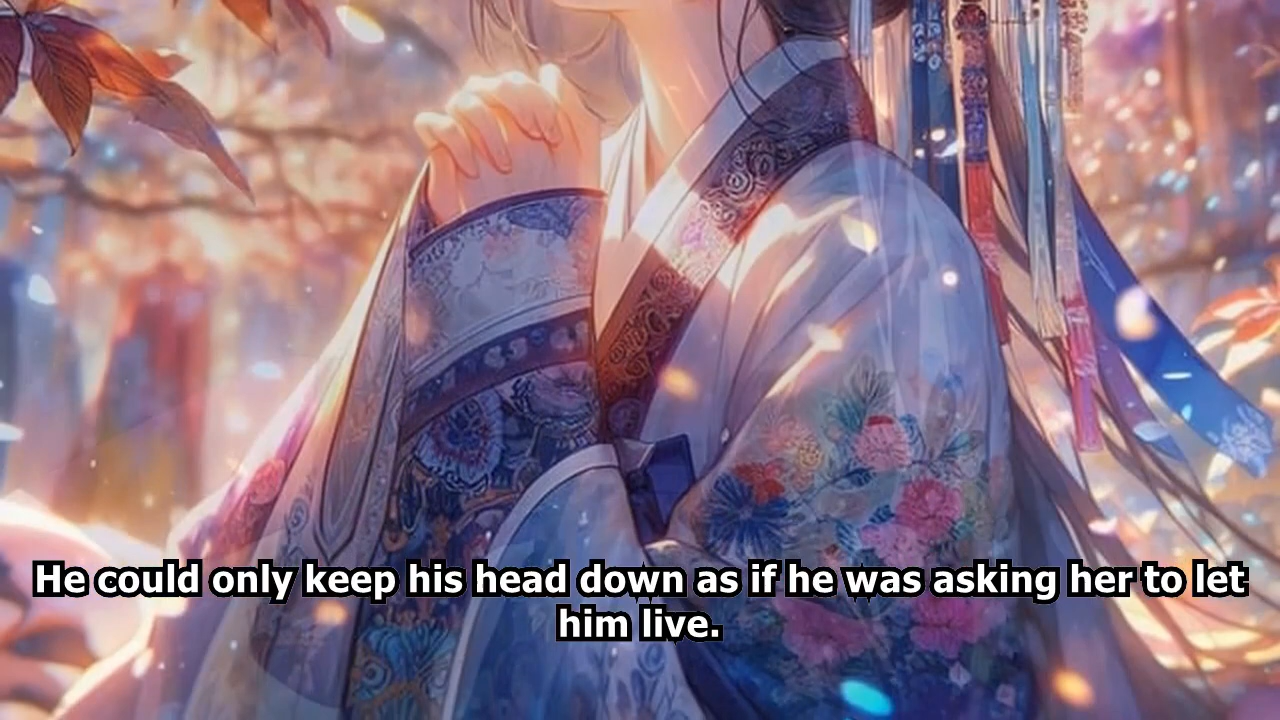 He could only keep his head down as if he was asking her to let
him live.